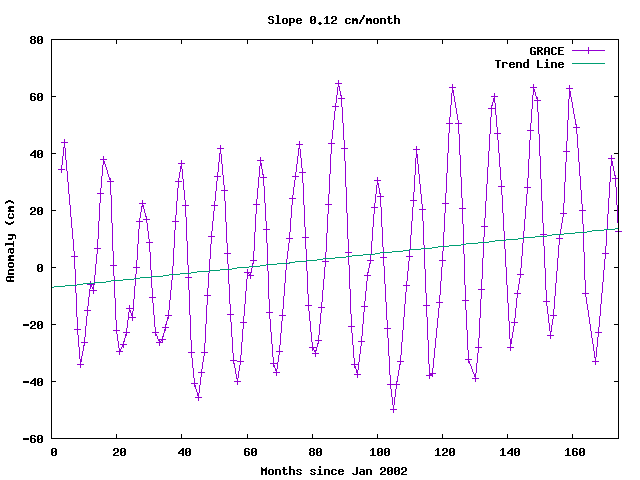 Slope 0.12 cm/month
GRACE
Trend Line
80
60
40
20
0
-20
-40
-60
Anomaly (cm)
0 20 40 60 80 100 120 140 160
Months since Jan 2002